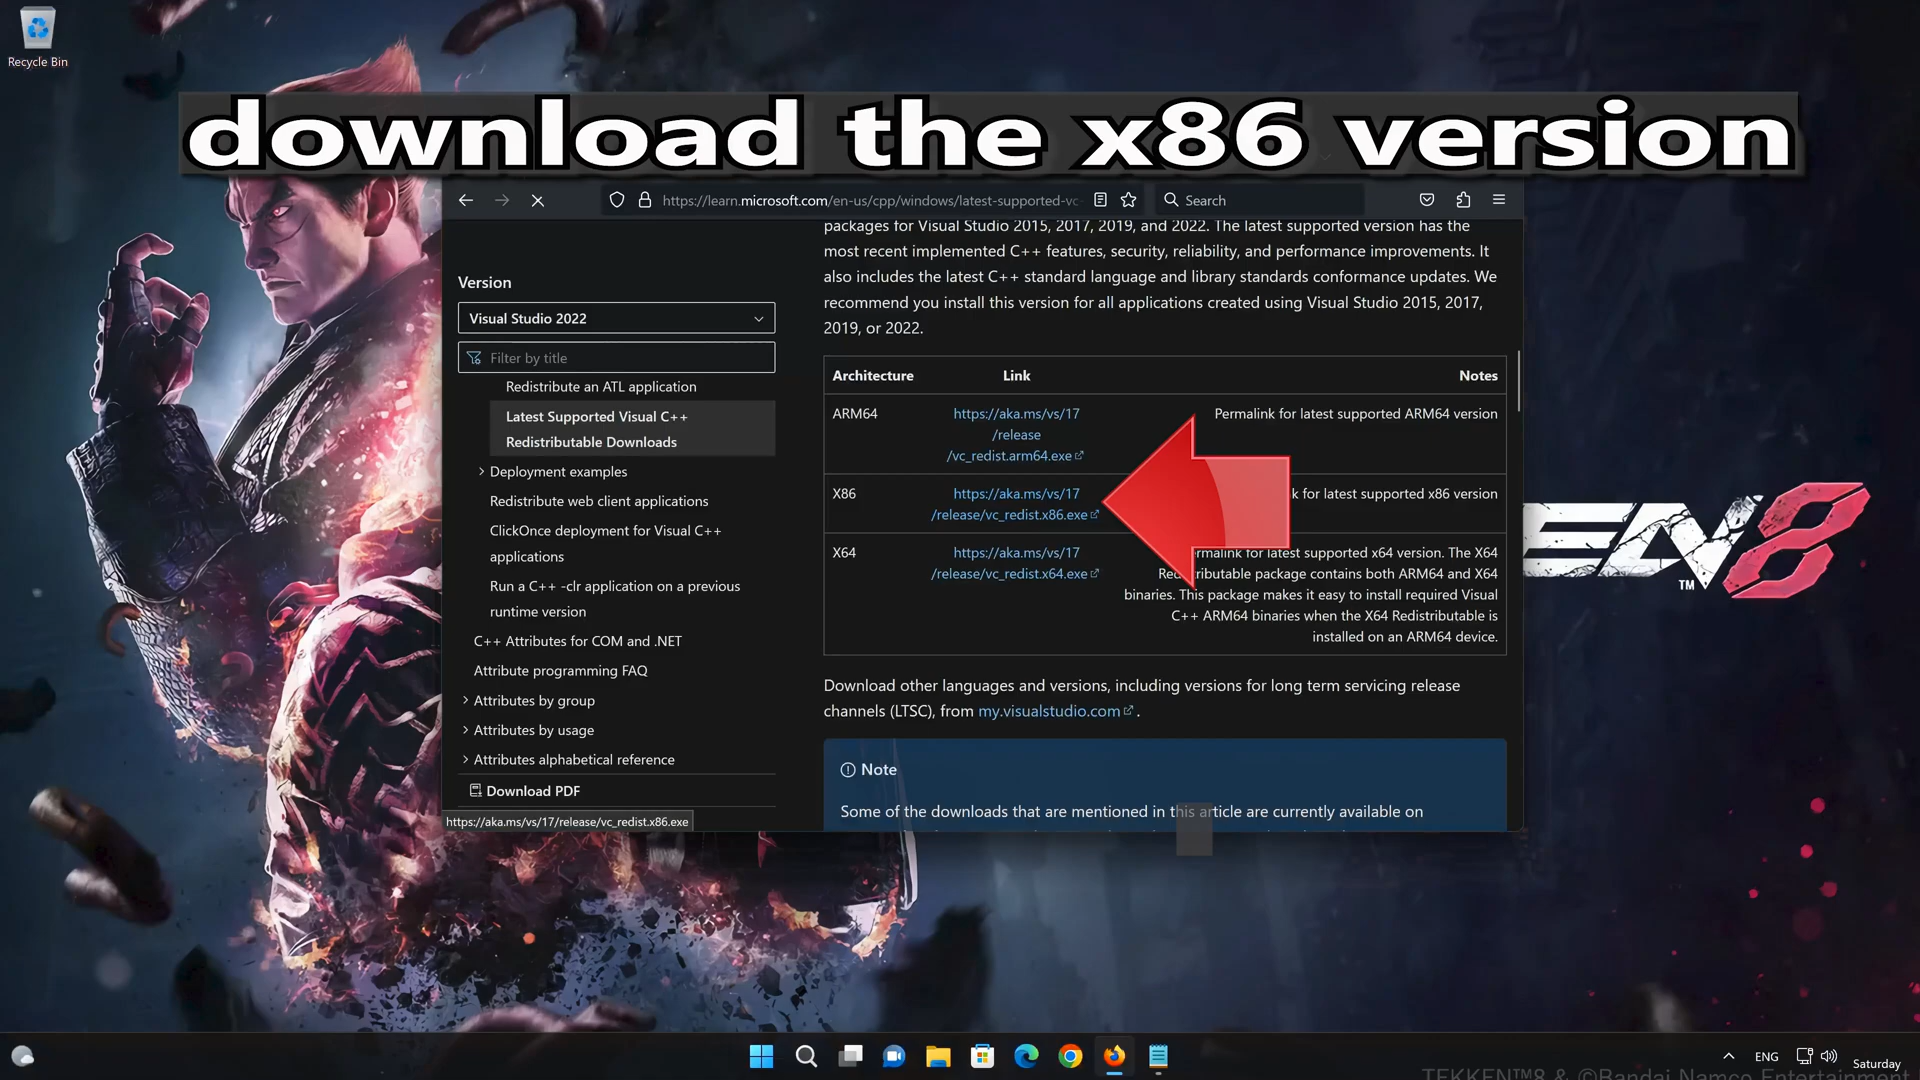 Recycle Bin
download the x86 version
https://learn.microsoft.com/en-us/cpp/windows/latest-supported-vc-
Search
packages for Visual Studio 2015, 2017, 2019, and 2022. The latest supported version has the
most recent implemented C++ features, security, reliability, and performance improvements. It
also includes the latest C++ standard language and library standards conformance updates. We
recommend you install this version for all applications created using Visual Studio 2015, 2017,
2019, or 2022.
Version
Visual Studio 2022
Filter by title
Redistribute an ATL application
Latest Supported Visual C++
Redistributable Downloads
Deployment examples
Redistribute web client applications
ClickOnce deployment for Visual C++
applications
Run a C++ -clr application on a previous
runtime version
C++ Attributes for COM and .NET
Attribute programming FAQ
Attributes by group
Attributes by usage
Attributes alphabetical reference
Download PDF
https://aka.ms/vs/17/release/vc_redist.x86.exe
Architecture Link Notes
ARM64 https://aka.ms/vs/17 Permalink for latest supported ARM64 version
/release
/vc_redist.arm64.exe
X86 https://aka.ms/vs/17 k for latest supported x86 version
/release/vc_redist.x86.exe
X64 https://aka.ms/vs/17 rmalink for latest supported x64 version. The X64
/release/vc_redist.x64.exe Redistributable package contains both ARM64 and X64
binaries. This package makes it easy to install required Visual
C++ ARM64 binaries when the X64 Redistributable is
installed on an ARM64 device.
Download other languages and versions, including versions for long term servicing release
channels (LTSC), from my.visualstudio.com.
Note
Some of the downloads that are mentioned in this article are currently available on
EN8
TM
ENG
Saturday
TEKKEN™8 & ©Bandai Namco Entertainment